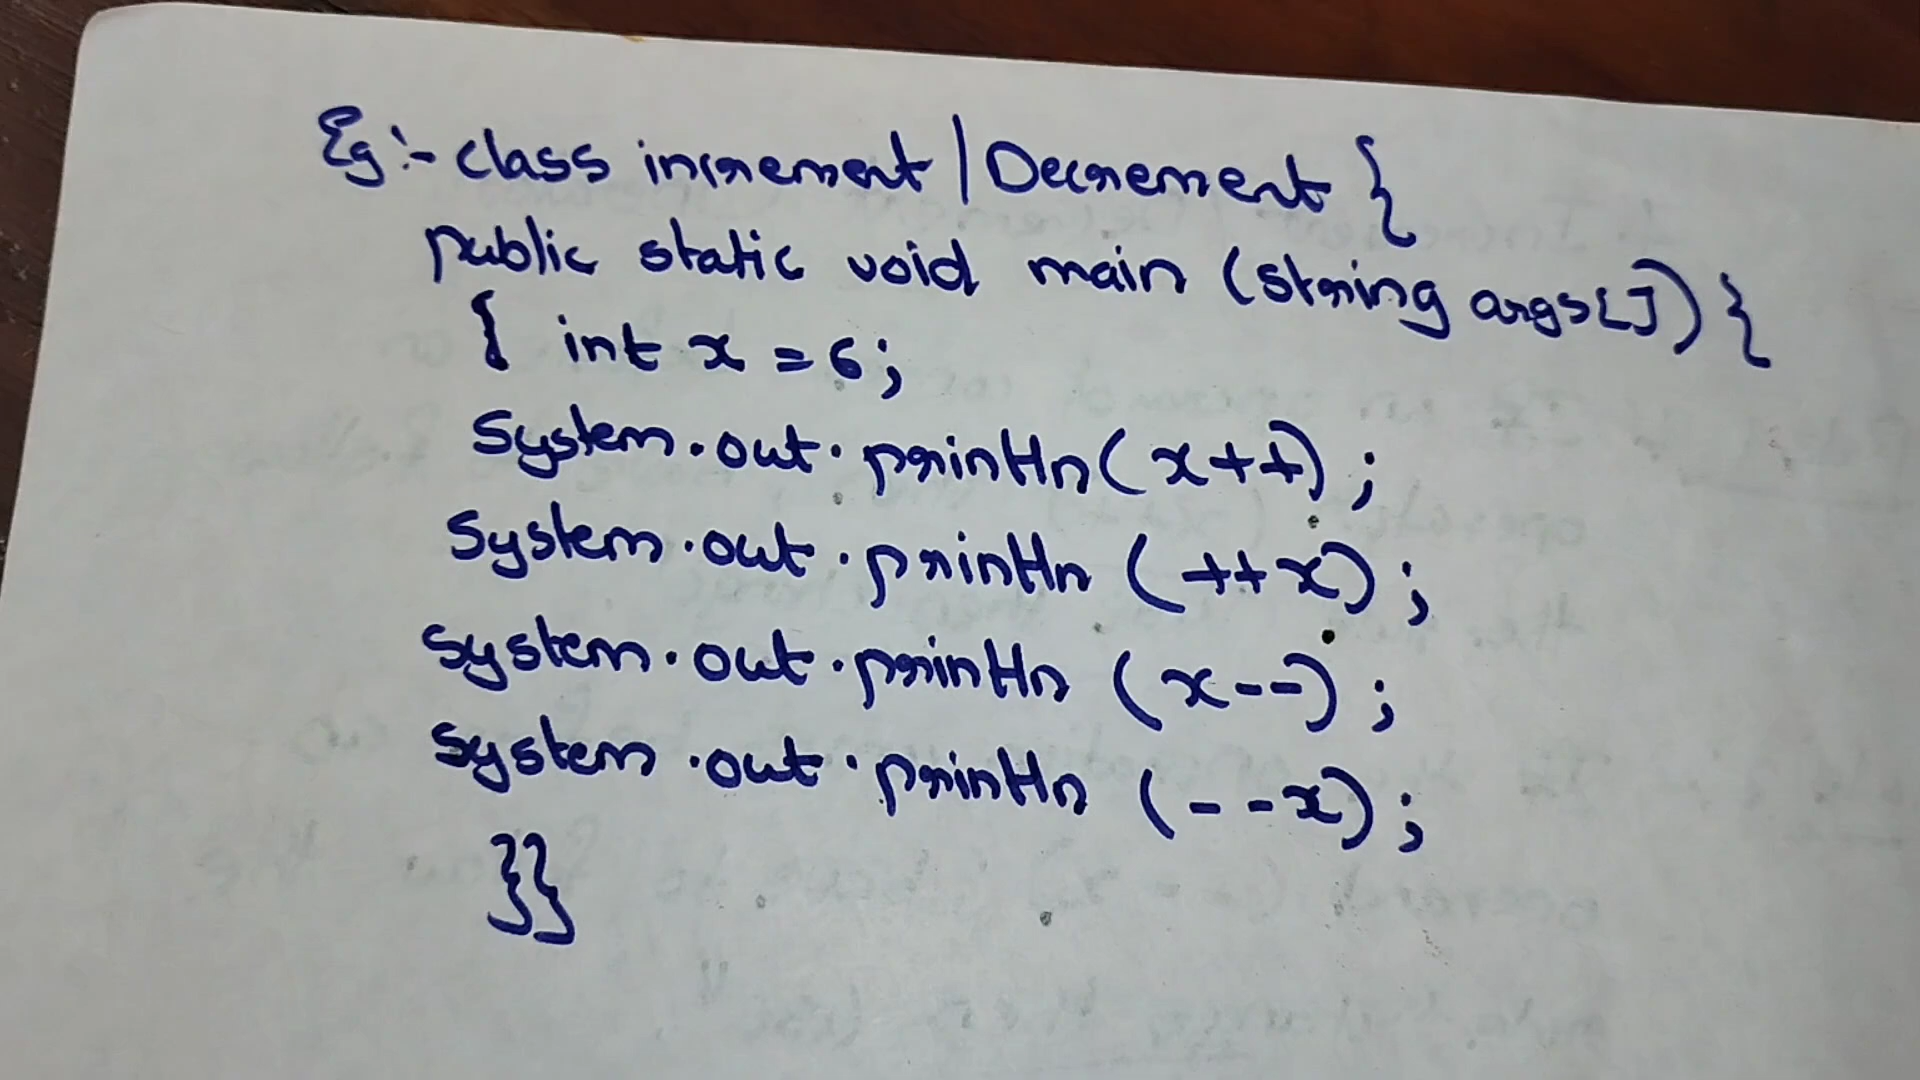 Eg :- class increment / Decrement {
public static void main (string args[]) {
{ int x = 6;
System.out.println(x++);
System.out.println (++x);
System.out.println (x--);
System.out.println (--x);
}}